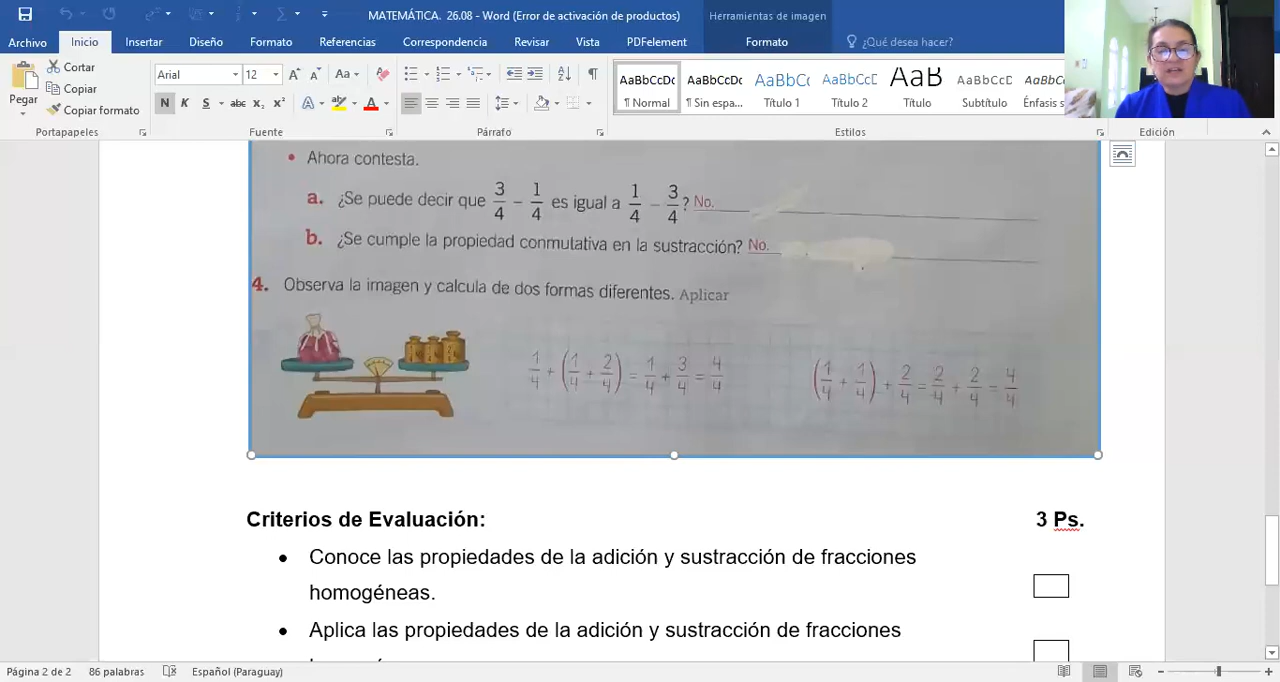 MATEMÁTICA. 26.08 - Word (Error de activación de productos)
Herramientas de imagen
Archivo Inicio Insertar Diseño Formato Referencias Correspondencia Revisar Vista PDFelement Formato ¿Qué desea hacer?
Pegar
Cortar
Copiar
Copiar formato
Arial 12
N K S abc x₂ x²
AaBbCcDc AaBbCcDc AaBbCc AaBbCcD AaB AaBbCcD AaBbCc
¶ Normal ¶ Sin espa... Título 1 Título 2 Título Subtítulo Énfasis s
Portapapeles Fuente Párrafo Estilos Edición
• Ahora contesta.
a. ¿Se puede decir que 3/4 - 1/4 es igual a 1/4 - 3/4? No.
b. ¿Se cumple la propiedad conmutativa en la sustracción? No.
4. Observa la imagen y calcula de dos formas diferentes. Aplicar
1/4 + (1/4 + 2/4) = 1/4 + 3/4 = 4/4
(1/4 + 1/4) + 2/4 = 2/4 + 2/4 = 4/4
Criterios de Evaluación: 3 Ps.
• Conoce las propiedades de la adición y sustracción de fracciones
homogéneas.
• Aplica las propiedades de la adición y sustracción de fracciones
Página 2 de 2 86 palabras Español (Paraguay)